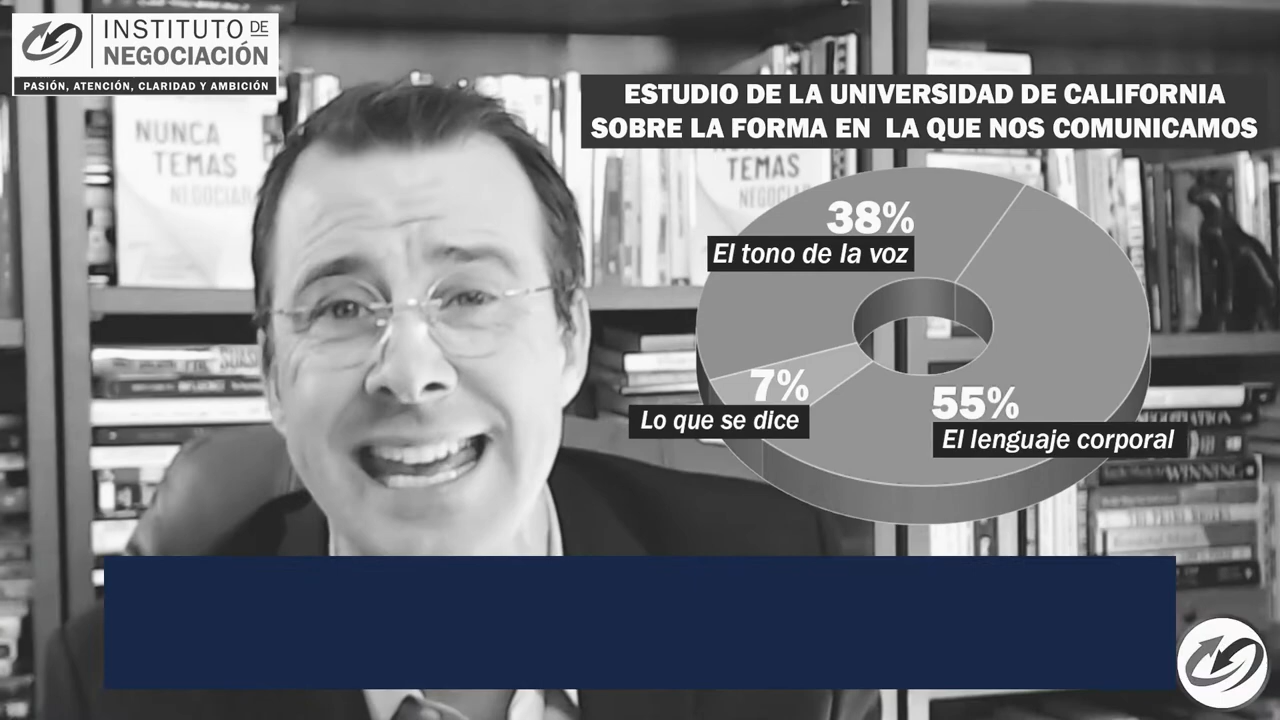 INSTITUTO DE
NEGOCIACIÓN
PASIÓN, ATENCIÓN, CLARIDAD Y AMBICIÓN
ESTUDIO DE LA UNIVERSIDAD DE CALIFORNIA
SOBRE LA FORMA EN LA QUE NOS COMUNICAMOS
NUNCA
TEMAS
NEGOCIAR
TEMAS
NEGOCIAR
38%
El tono de la voz
7%
Lo que se dice
55%
El lenguaje corporal
WINNING